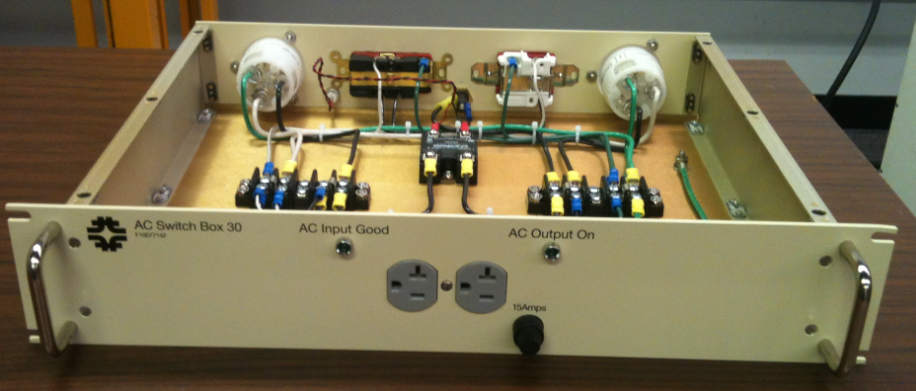 AC Switch Box 30
AC Input Good
AC Output On
15Amps